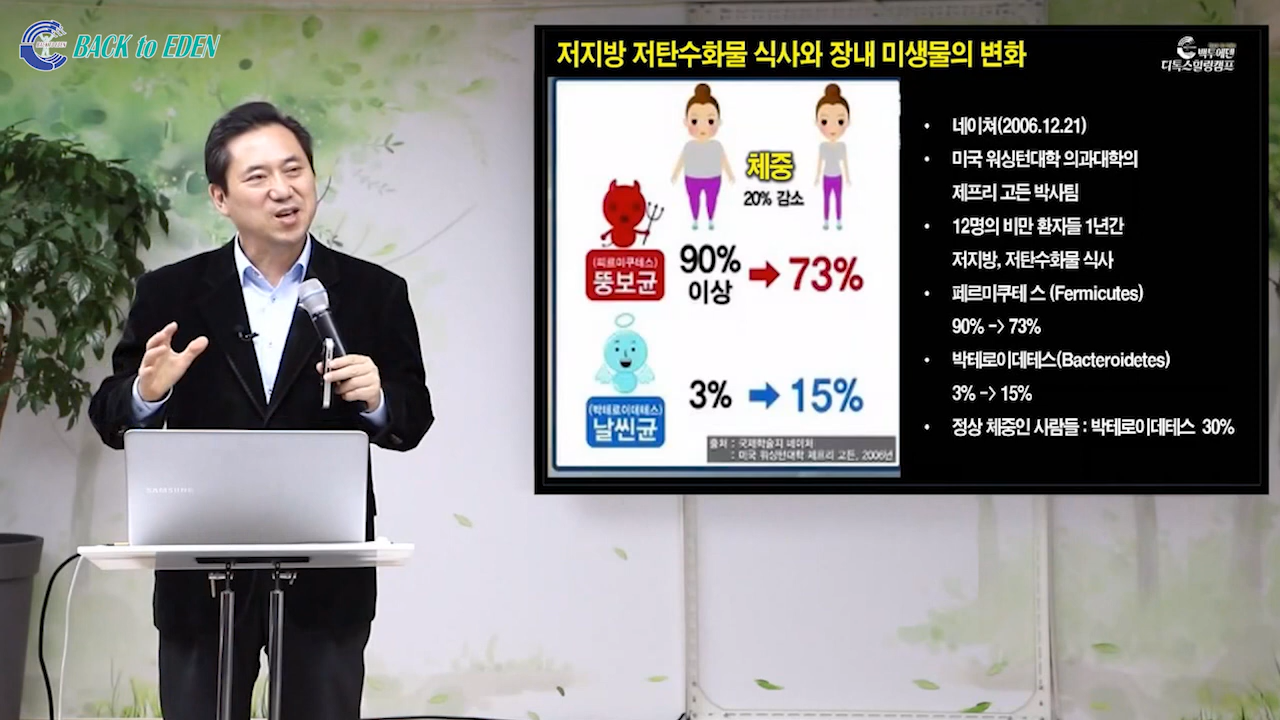 BACK to EDEN
저지방 저탄수화물 식사와 장내 미생물의 변화
백투에덴
디톡스힐링캠프
체중
20% 감소
(피르미쿠테스)
뚱보균
90%
이상
73%
(박테로이데테스)
날씬균
3%
15%
출처 : 국제학술지 네이처
: 미국 워싱턴대학 제프리 고든, 2006년
• 네이쳐(2006.12.21)
• 미국 워싱턴대학 의과대학의
제프리 고든 박사팀
• 12명의 비만 환자들 1년간
저지방, 저탄수화물 식사
• 페르미쿠테 스 (Fermicutes)
90% -> 73%
• 박테로이데테스(Bacteroidetes)
3% -> 15%
• 정상 체중인 사람들 : 박테로이데테스 30%
SAMSUNG